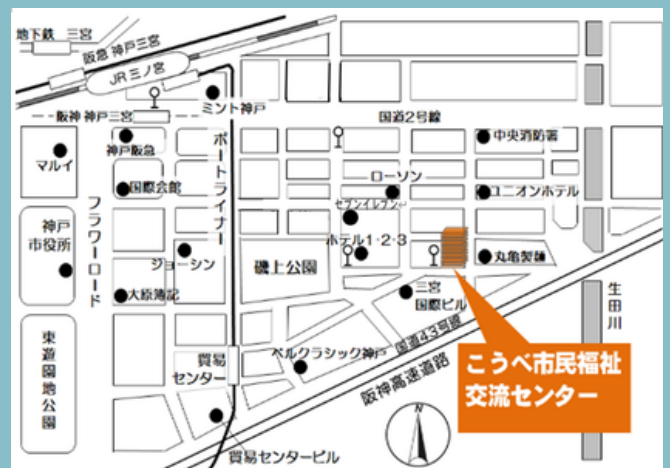 地下鉄 三宮
阪急 神戸三宮
JR 三ノ宮
ミント神戸
阪神 神戸三宮
国道2号線
マルイ
神戸阪急
国際会館
ポートライナー
中央消防署
ローソン
ユニオンホテル
セブンイレブン
フラワーロード
神戸
市役所
ジョーシン
ホテル1・2・3
丸亀製麺
磯上公園
大原簿記
三宮
国際ビル
生田川
東遊園地公園
貿易
センター
ベルクラシック神戸
国道43号線
阪神高速道路
こうべ市民福祉
交流センター
N
貿易センタービル